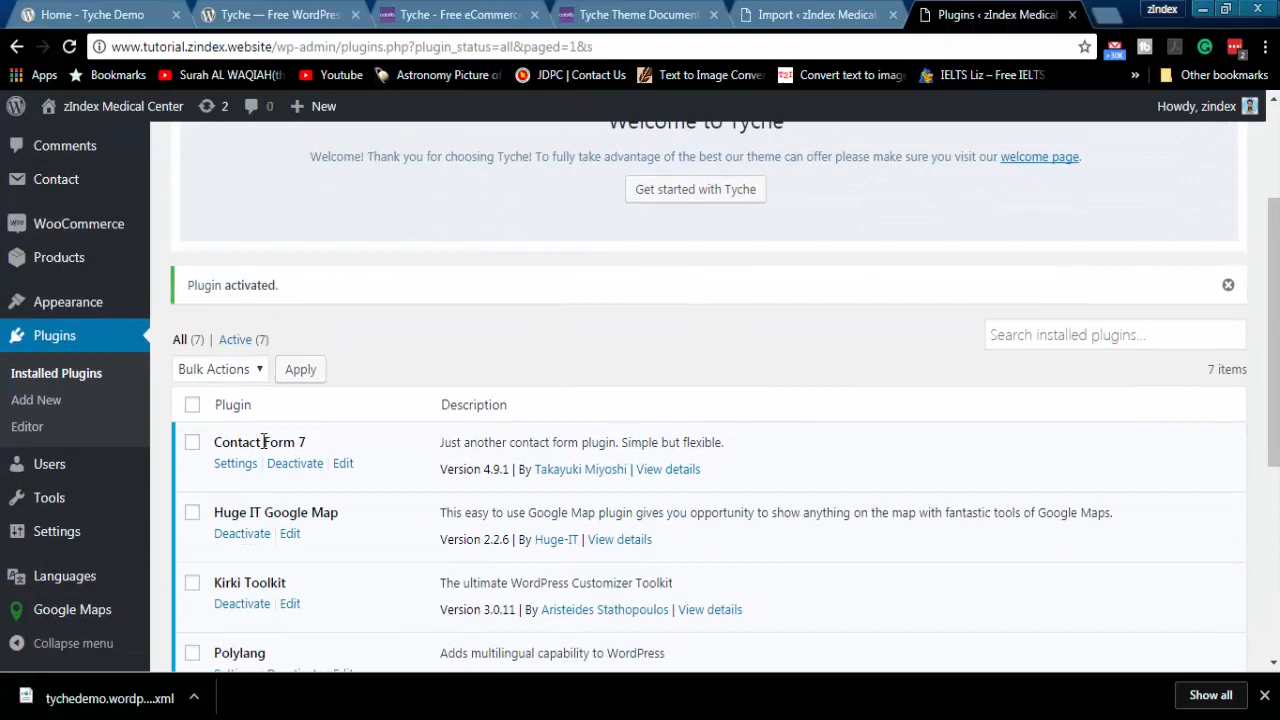 Home - Tyche Demo
Tyche — Free WordPres
Tyche - Free eCommerc
Tyche Theme Document
Import ‹ zIndex Medical
Plugins ‹ zIndex Medical
zIndex
www.tutorial.zindex.website/wp-admin/plugins.php?plugin_status=all&paged=1&s
Apps
Bookmarks
Surah AL WAQIAH(th
Youtube
Astronomy Picture of
JDPC | Contact Us
Text to Image Conver
Convert text to imag
IELTS Liz – Free IELTS
Other bookmarks
zIndex Medical Center
2
0
New
Howdy, zindex
Comments
Contact
WooCommerce
Products
Appearance
Plugins
Installed Plugins
Add New
Editor
Users
Tools
Settings
Languages
Google Maps
Collapse menu
Welcome to Tyche
Welcome! Thank you for choosing Tyche! To fully take advantage of the best our theme can offer please make sure you visit our welcome page.
Get started with Tyche
Plugin activated.
All (7) | Active (7)
Search installed plugins...
Bulk Actions
Apply
7 items
Plugin
Description
Contact Form 7
Settings | Deactivate | Edit
Just another contact form plugin. Simple but flexible.
Version 4.9.1 | By Takayuki Miyoshi | View details
Huge IT Google Map
Deactivate | Edit
This easy to use Google Map plugin gives you opportunity to show anything on the map with fantastic tools of Google Maps.
Version 2.2.6 | By Huge-IT | View details
Kirki Toolkit
Deactivate | Edit
The ultimate WordPress Customizer Toolkit
Version 3.0.11 | By Aristeides Stathopoulos | View details
Polylang
Adds multilingual capability to WordPress
tychedemo.wordp....xml
Show all